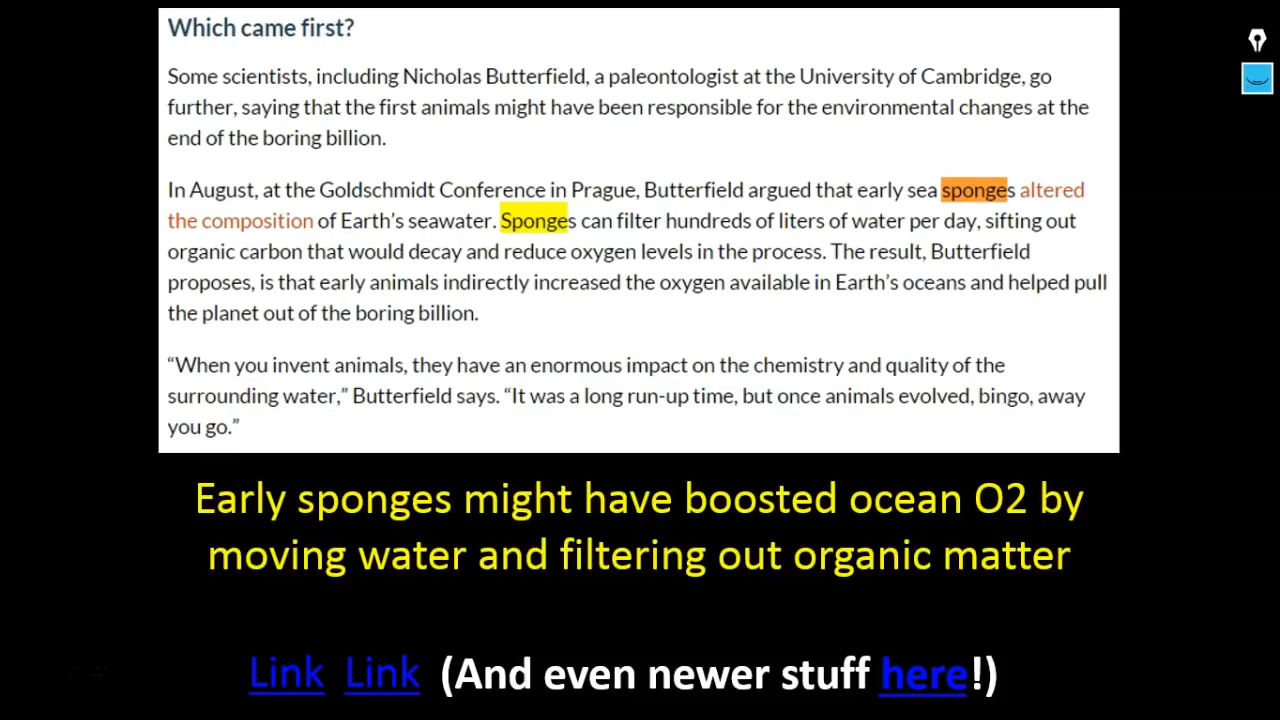 Which came first?
Some scientists, including Nicholas Butterfield, a paleontologist at the University of Cambridge, go
further, saying that the first animals might have been responsible for the environmental changes at the
end of the boring billion.
In August, at the Goldschmidt Conference in Prague, Butterfield argued that early sea sponges altered
the composition of Earth’s seawater. Sponges can filter hundreds of liters of water per day, sifting out
organic carbon that would decay and reduce oxygen levels in the process. The result, Butterfield
proposes, is that early animals indirectly increased the oxygen available in Earth’s oceans and helped pull
the planet out of the boring billion.
“When you invent animals, they have an enormous impact on the chemistry and quality of the
surrounding water,” Butterfield says. “It was a long run-up time, but once animals evolved, bingo, away
you go.”
Early sponges might have boosted ocean O2 by
moving water and filtering out organic matter
Link Link (And even newer stuff here!)